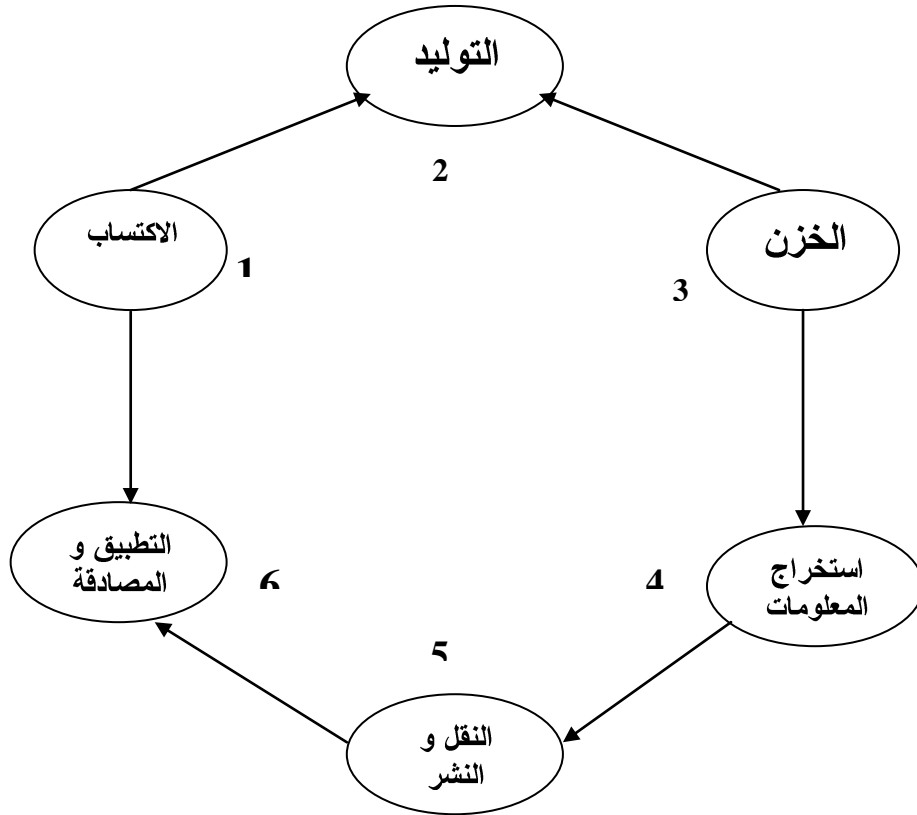 التوليد
2
الاكتساب
1
الخزن
3
التطبيق و
المصادقة
6
استخراج
المعلومات
4
5
النقل و
النشر